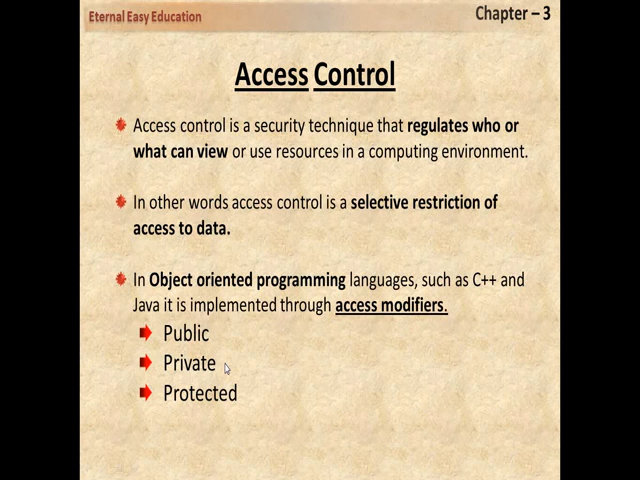 Eternal Easy Education
Chapter – 3
Access Control
Access control is a security technique that regulates who or
what can view or use resources in a computing environment.
In other words access control is a selective restriction of
access to data.
In Object oriented programming languages, such as C++ and
Java it is implemented through access modifiers.
Public
Private
Protected